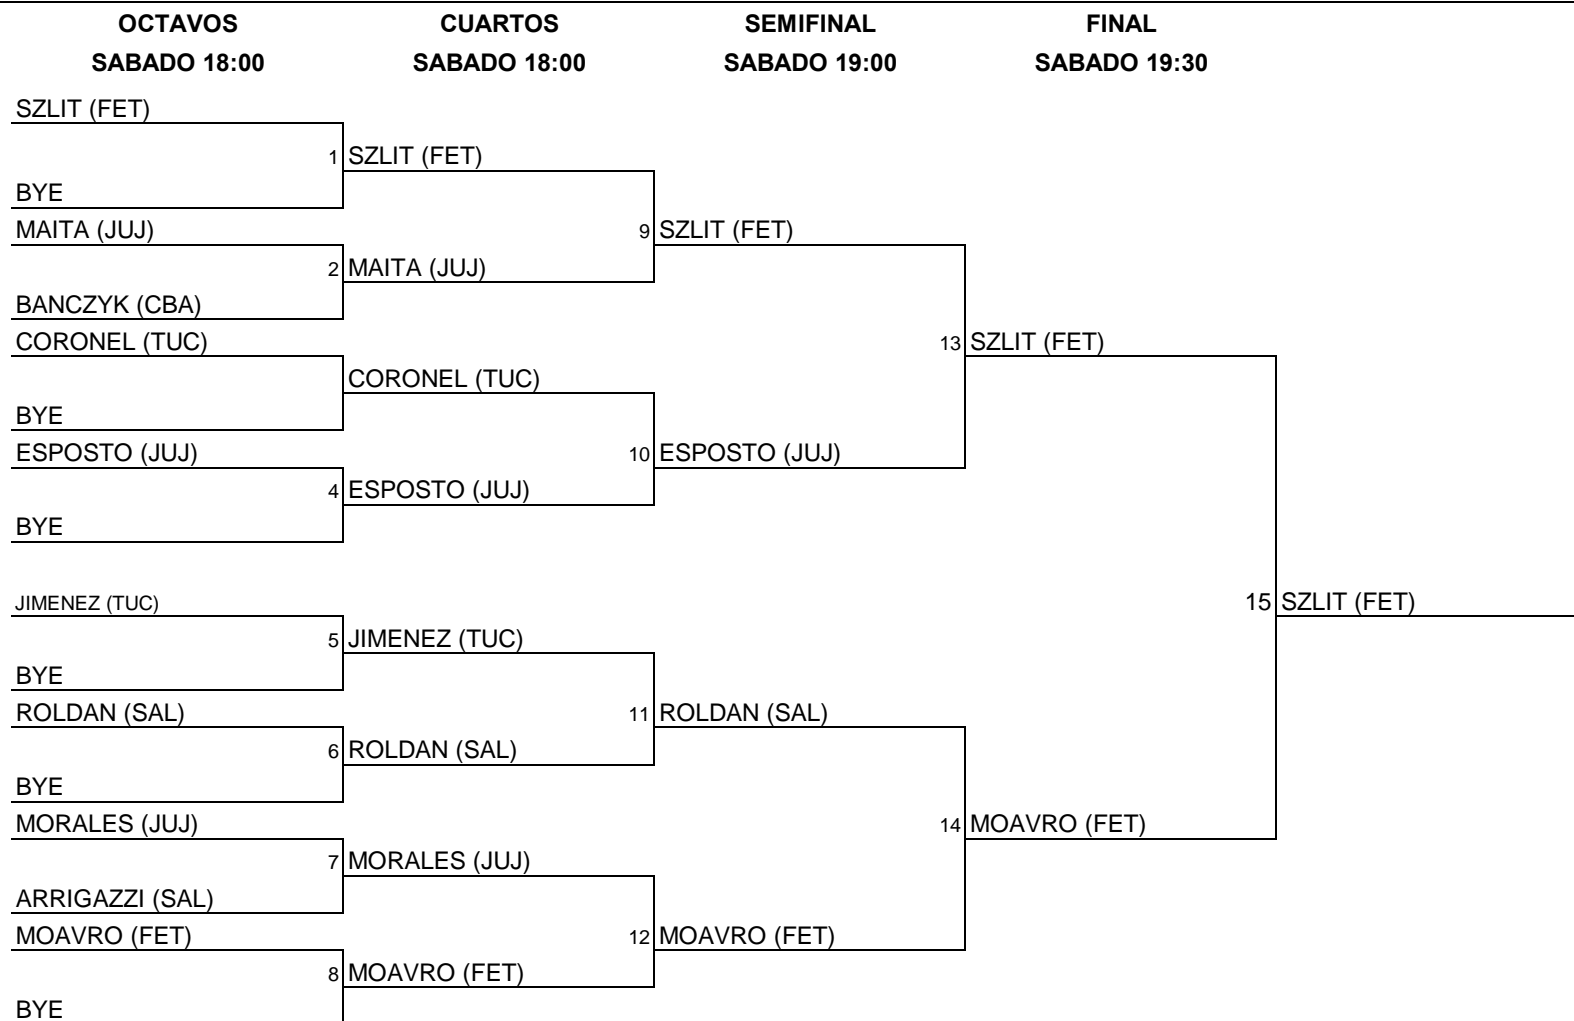 OCTAVOS CUARTOS SEMIFINAL FINAL
SABADO 18:00 SABADO 18:00 SABADO 19:00 SABADO 19:30
SZLIT (FET)
1 SZLIT (FET)
BYE
MAITA (JUJ) 9 SZLIT (FET)
2 MAITA (JUJ)
BANCZYK (CBA)
CORONEL (TUC) 13 SZLIT (FET)
CORONEL (TUC)
BYE
ESPOSTO (JUJ) 10 ESPOSTO (JUJ)
4 ESPOSTO (JUJ)
BYE
JIMENEZ (TUC) 15 SZLIT (FET)
5 JIMENEZ (TUC)
BYE
ROLDAN (SAL) 11 ROLDAN (SAL)
6 ROLDAN (SAL)
BYE
MORALES (JUJ) 14 MOAVRO (FET)
7 MORALES (JUJ)
ARRIGAZZI (SAL)
MOAVRO (FET) 12 MOAVRO (FET)
8 MOAVRO (FET)
BYE